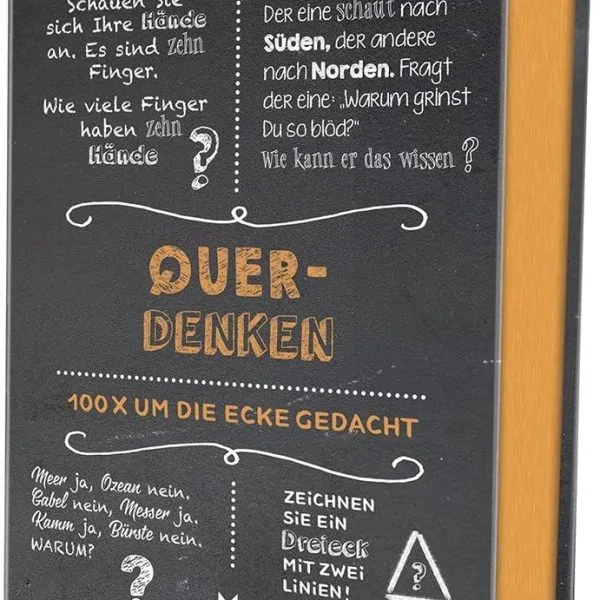 Schauen Sie
sich Ihre Hände
an. Es sind zehn
Finger.
Wie viele Finger
haben zehn
Hände ?
Der eine schaut nach
Süden, der andere
nach Norden. Fragt
der eine: „Warum grinst
Du so blöd?“
Wie kann er das wissen ?
QUER-
DENKEN
100 X UM DIE ECKE GEDACHT
Meer ja, Ozean nein.
Gabel nein, Messer ja.
Kamm ja, Bürste nein.
WARUM?
?
ZEICHNEN
SIE EIN
Dreieck
MIT ZWEI
LINIEN!
?